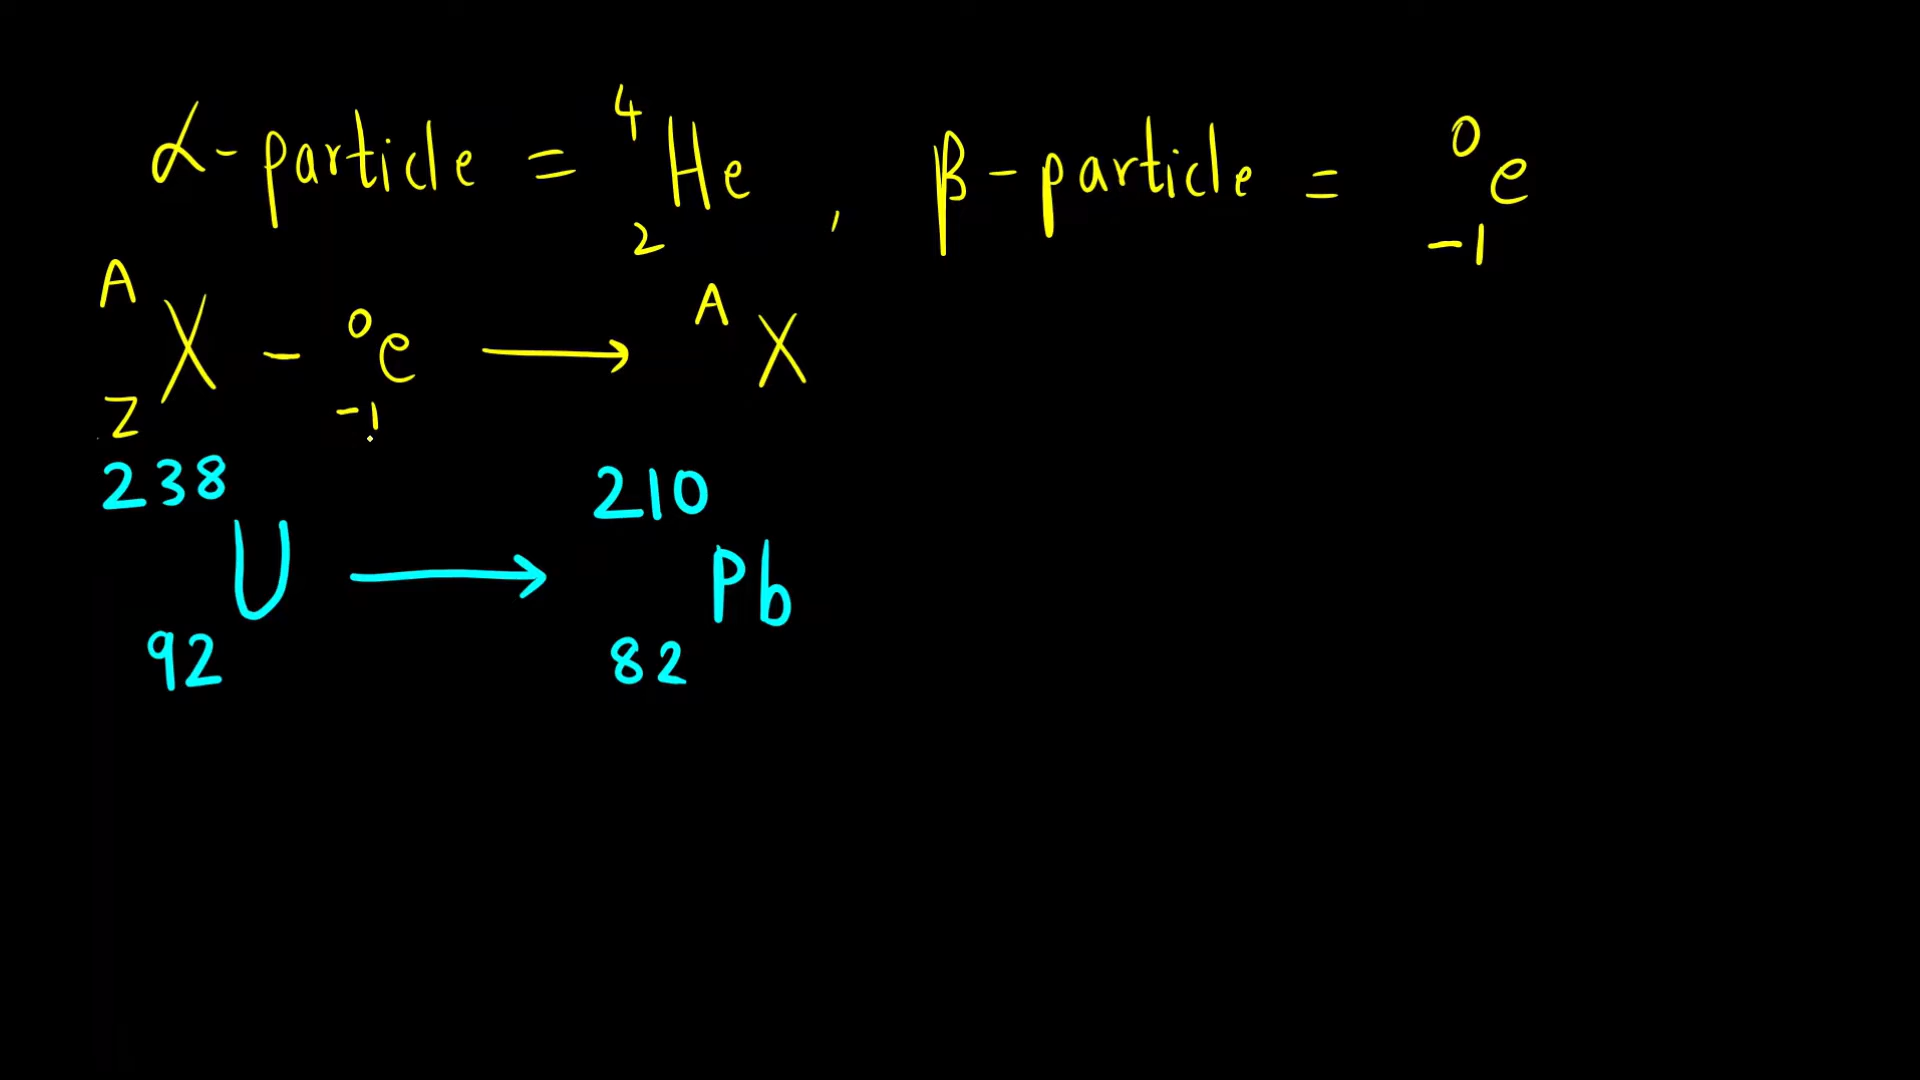 α-particle = ⁴₂He, β-particle = ⁰₋₁e
ᴬ_Z X - ⁰₋₁e ⟶ ᴬX
²³⁸₉₂U ⟶ ²¹⁰₈₂Pb